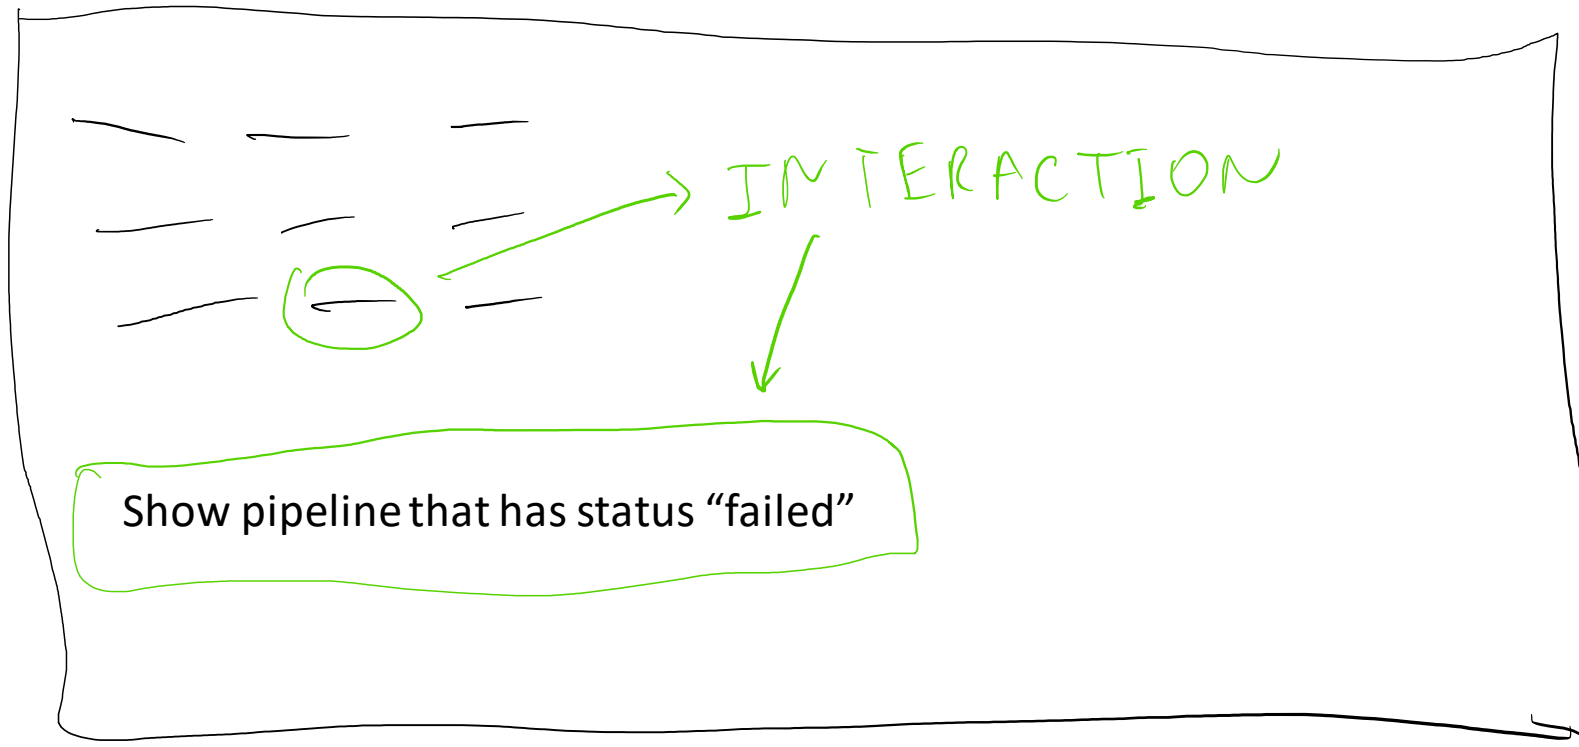 INTERACTION
Show pipeline that has status “failed”